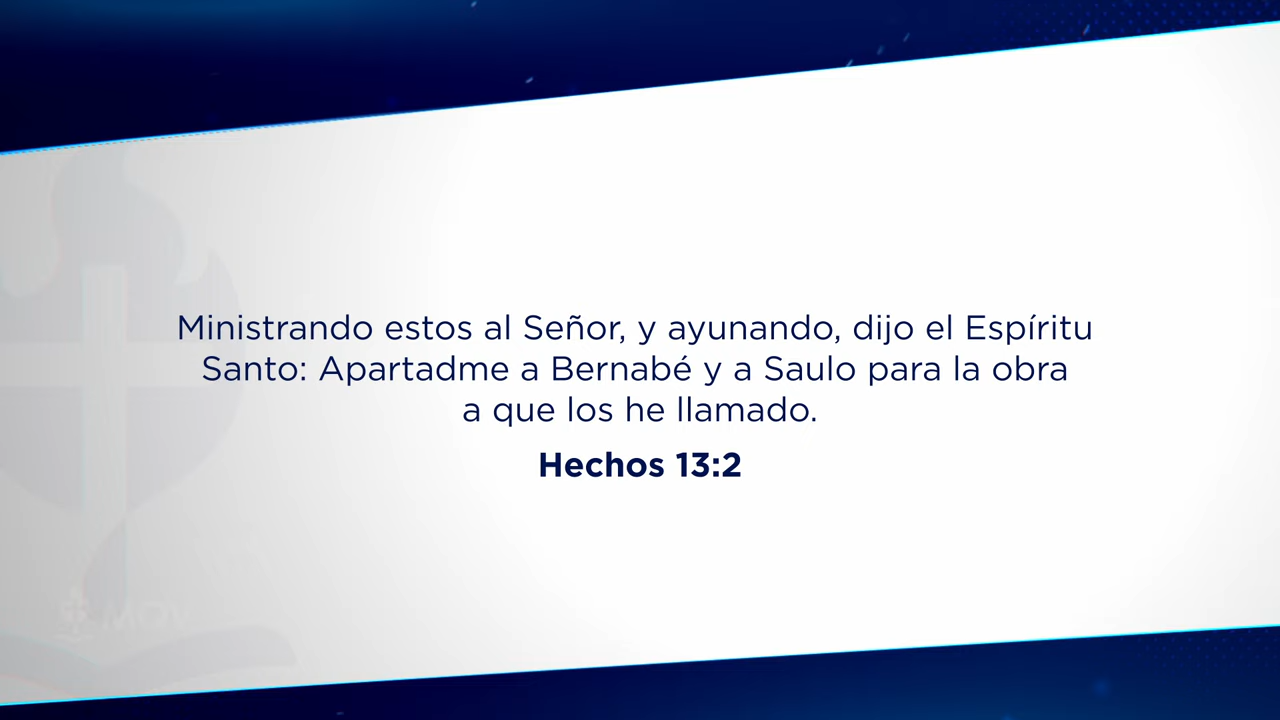 Ministrando estos al Señor, y ayunando, dijo el Espíritu
Santo: Apartadme a Bernabé y a Saulo para la obra
a que los he llamado.
Hechos 13:2